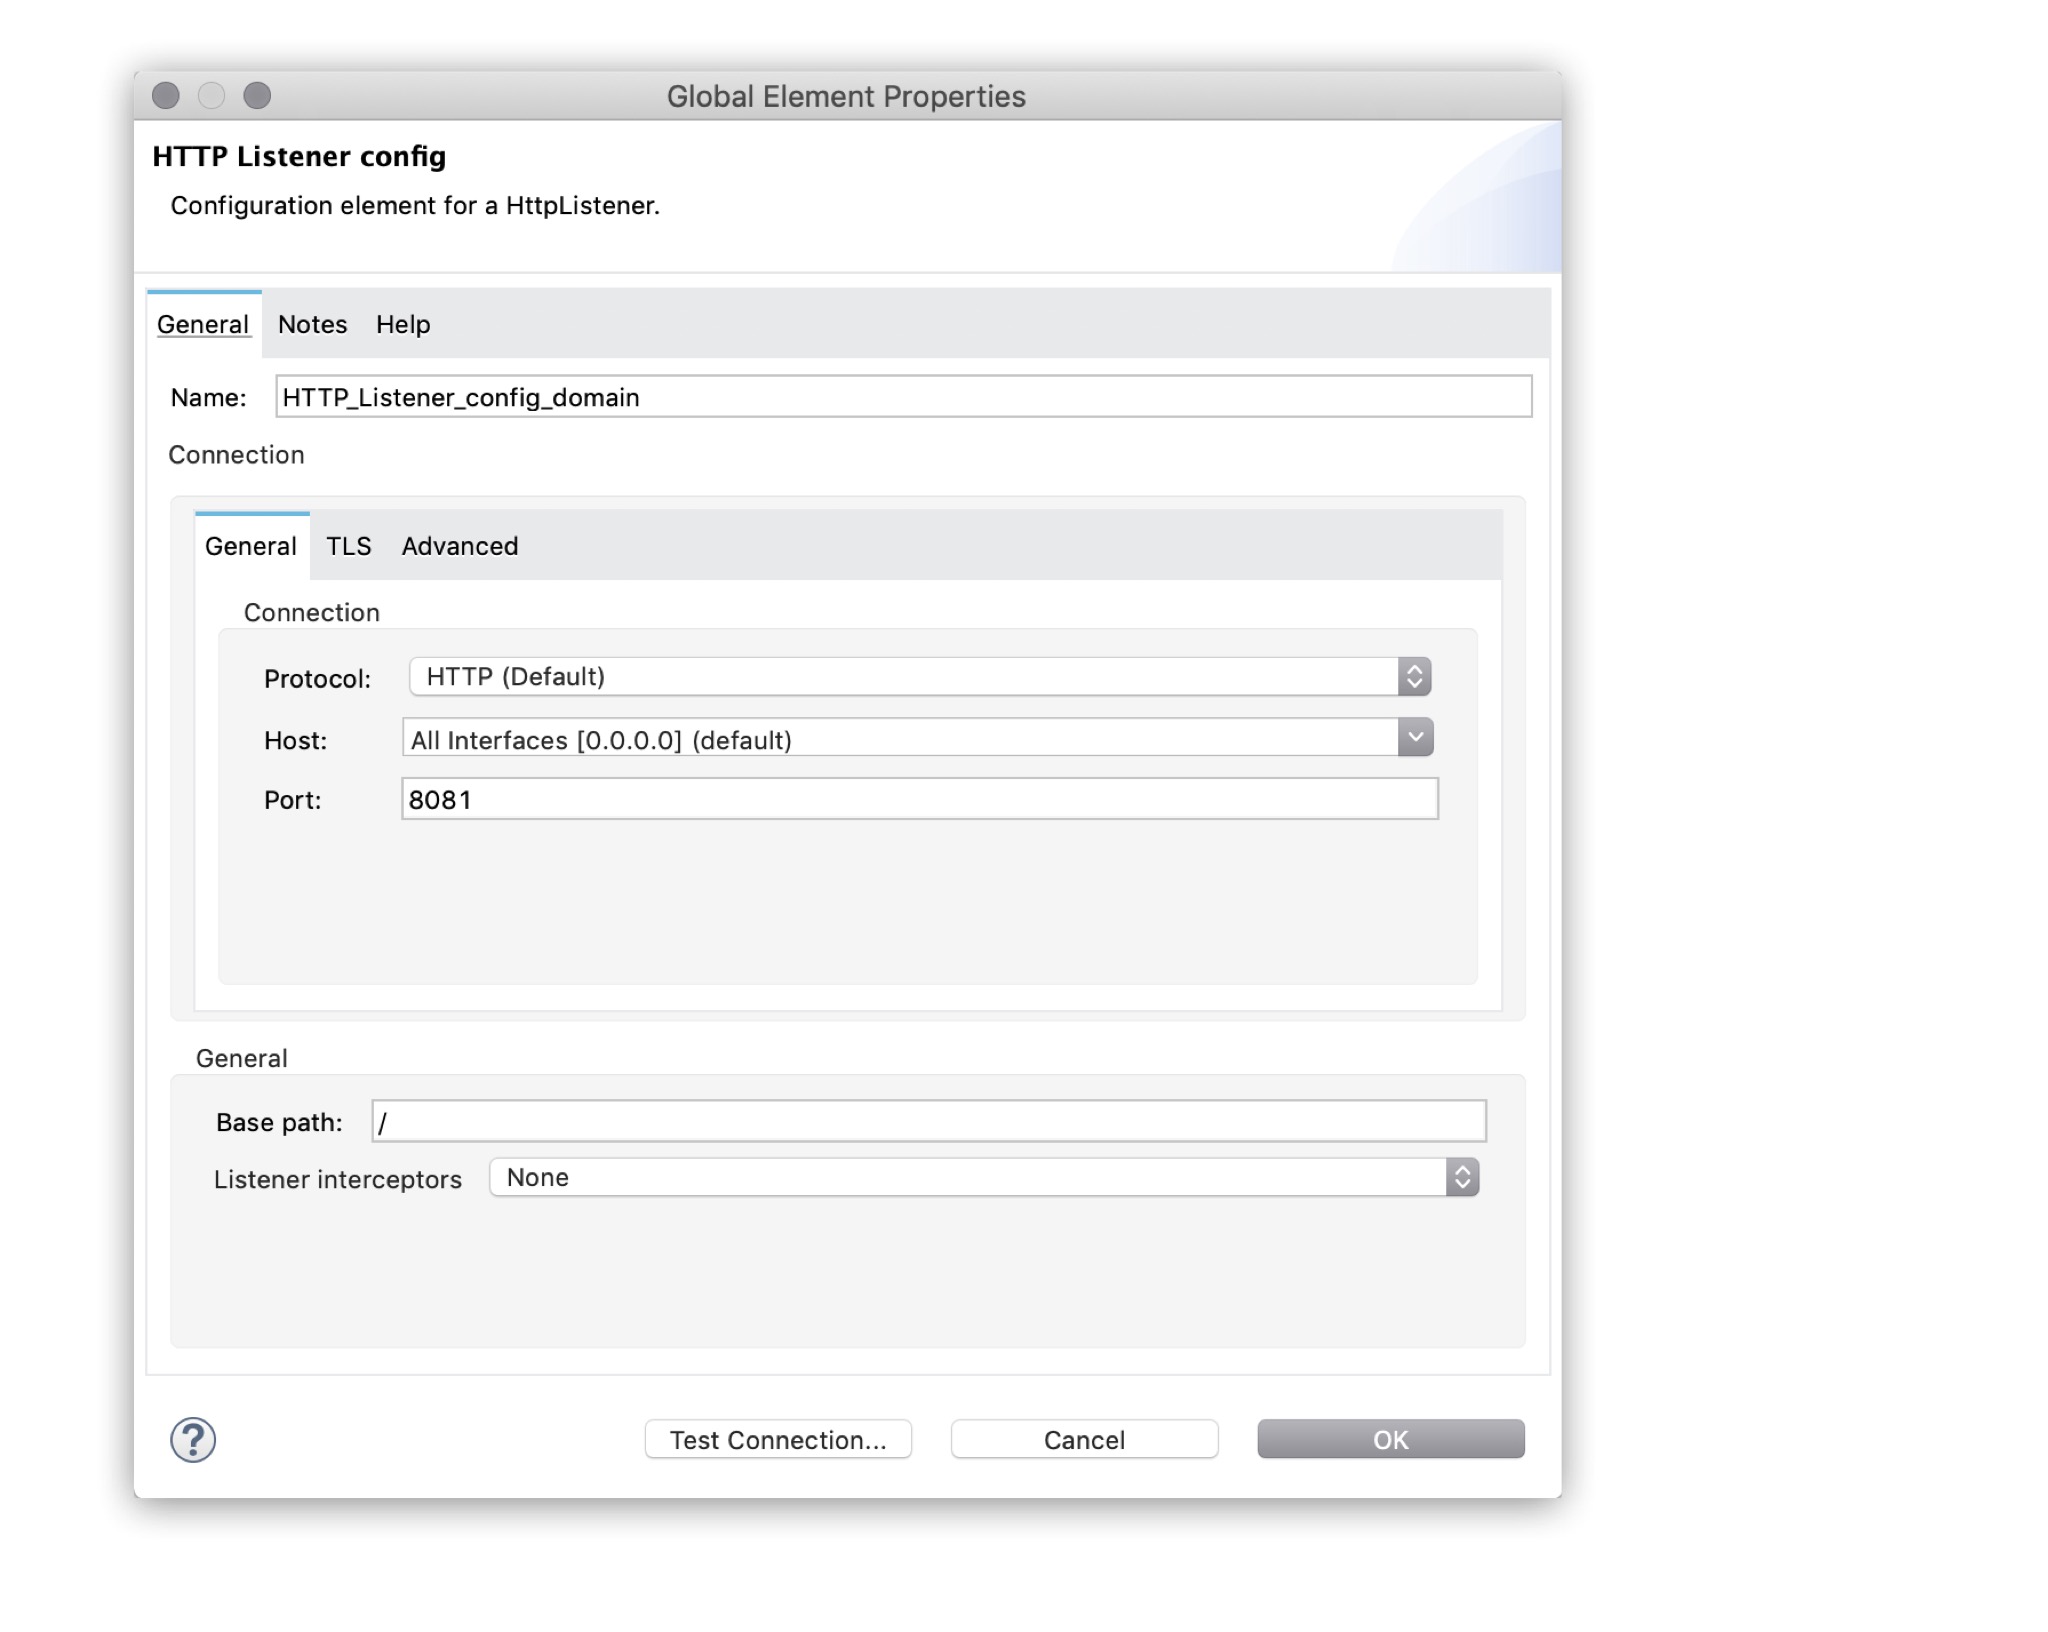 Global Element Properties
HTTP Listener config
Configuration element for a HttpListener.
General Notes Help
Name: HTTP_Listener_config_domain
Connection
General TLS Advanced
Connection
Protocol: HTTP (Default)
Host: All Interfaces [0.0.0.0] (default)
Port: 8081
General
Base path: /
Listener interceptors None
? Test Connection... Cancel OK